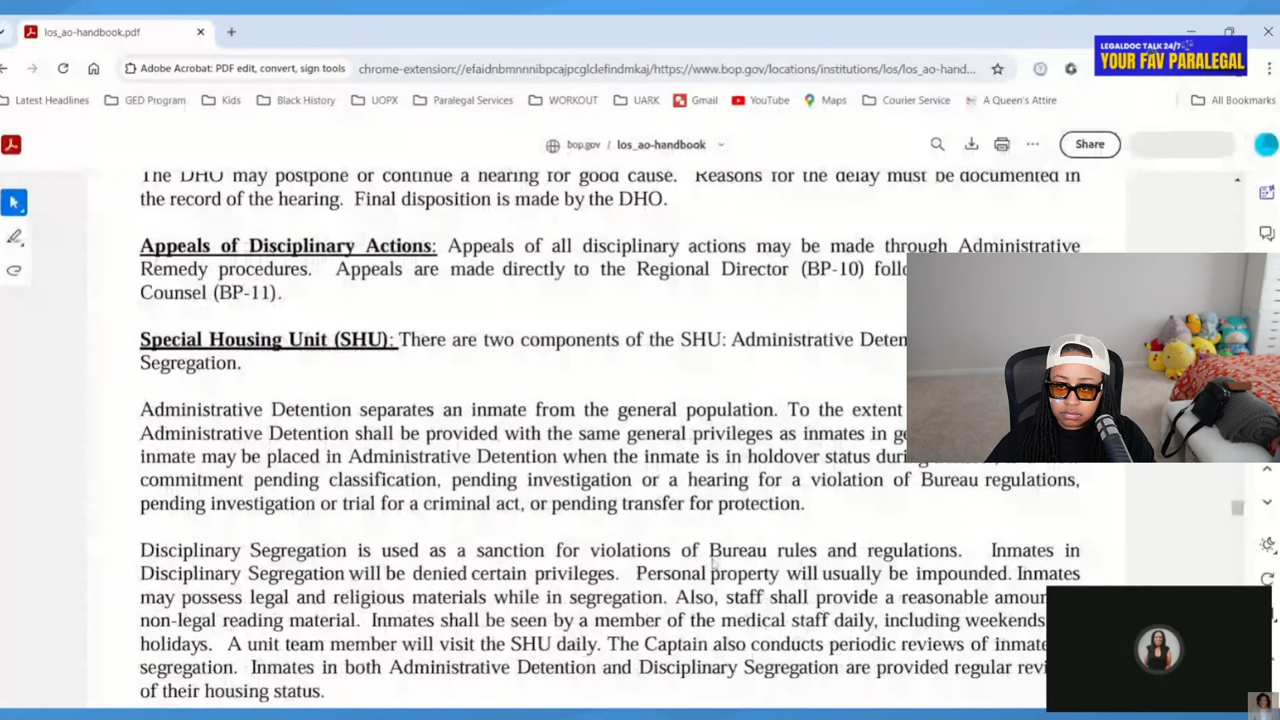 los_ao-handbook.pdf
LEGALDOC TALK 24/7
YOUR FAV PARALEGAL
Adobe Acrobat: PDF edit, convert, sign tools
chrome-extension://efaidnbmnnnibpcajpcglclefindmkaj/https://www.bop.gov/locations/institutions/los/los_ao-hand...
Latest Headlines
GED Program
Kids
Black History
UOPX
Paralegal Services
WORKOUT
UARK
Gmail
YouTube
Maps
Courier Service
A Queen's Attire
All Bookmarks
bop.gov / los_ao-handbook
Share
The DHO may postpone or continue a hearing for good cause. Reasons for the delay must be documented in
the record of the hearing. Final disposition is made by the DHO.
Appeals of Disciplinary Actions: Appeals of all disciplinary actions may be made through Administrative
Remedy procedures. Appeals are made directly to the Regional Director (BP-10)
Counsel (BP-11).
Special Housing Unit (SHU): There are two components of the SHU: Administrative
Segregation.
Administrative Detention separates an inmate from the general population. To the extent
Administrative Detention shall be provided with the same general privileges as inmates in
inmate may be placed in Administrative Detention when the inmate is in holdover status
commitment pending classification, pending investigation or a hearing for a violation of Bureau regulations,
pending investigation or trial for a criminal act, or pending transfer for protection.
Disciplinary Segregation is used as a sanction for violations of Bureau rules and regulations. Inmates in
Disciplinary Segregation will be denied certain privileges. Personal property will usually be impounded. Inmates
may possess legal and religious materials while in segregation. Also, staff shall provide a reasonable
non-legal reading material. Inmates shall be seen by a member of the medical staff daily, including weekends
holidays. A unit team member will visit the SHU daily. The Captain also conducts periodic reviews of
segregation. Inmates in both Administrative Detention and Disciplinary Segregation are provided regular
of their housing status.